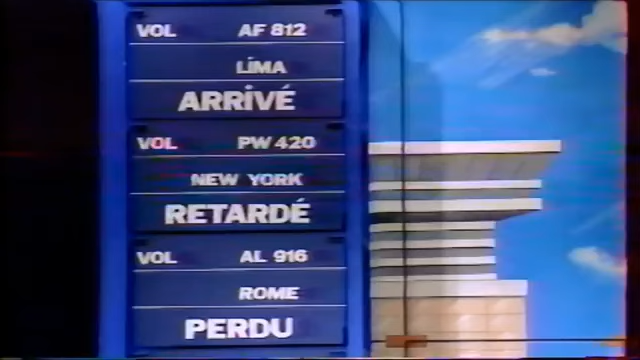 VOL AF 812
LiMA
ARRiVÉ
VOL PW 420
NEW YORK
RETARDÉ
VOL AL 916
ROME
PERDU